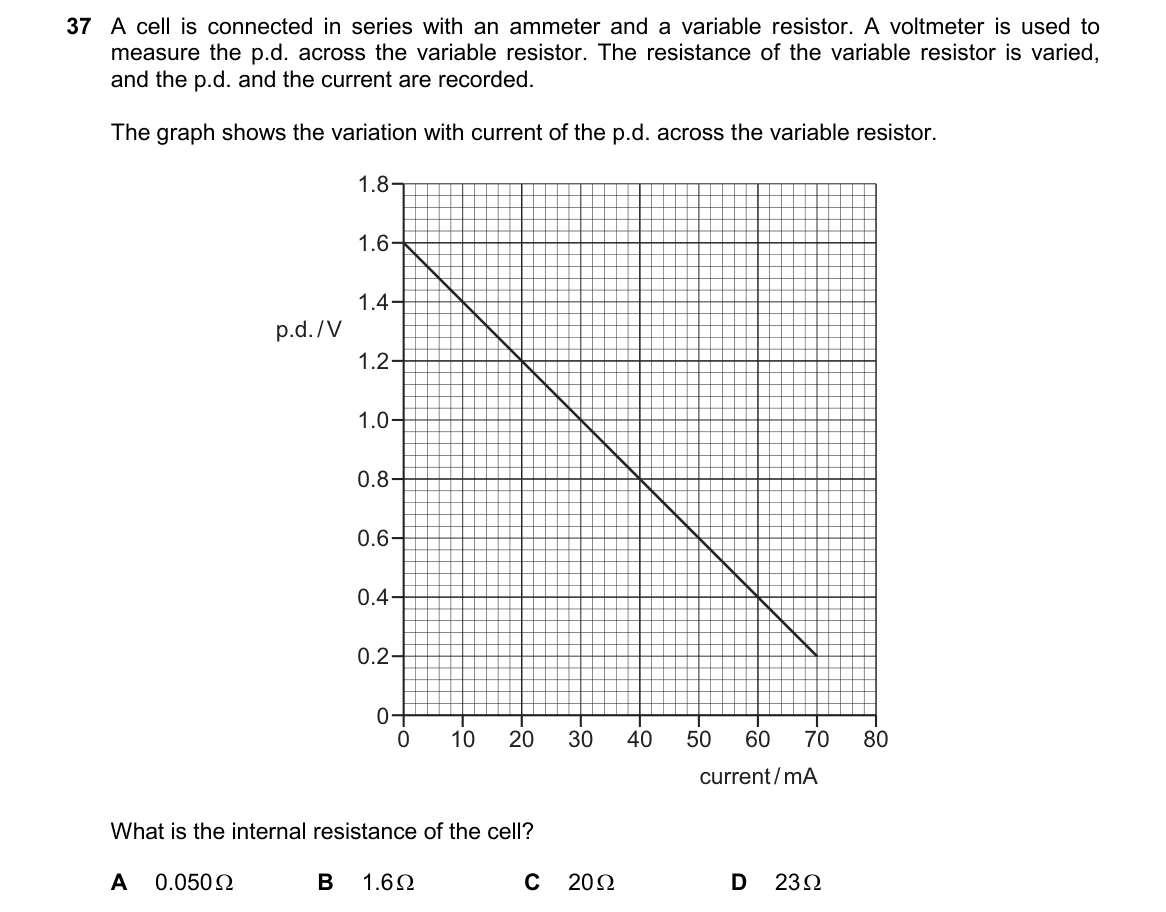 37 A cell is connected in series with an ammeter and a variable resistor. A voltmeter is used to
measure the p.d. across the variable resistor. The resistance of the variable resistor is varied,
and the p.d. and the current are recorded.
The graph shows the variation with current of the p.d. across the variable resistor.
1.8
1.6
1.4
p.d. / V
1.2
1.0
0.8
0.6
0.4
0.2
0
0 10 20 30 40 50 60 70 80
current / mA
What is the internal resistance of the cell?
A 0.050 Ω B 1.6 Ω C 20 Ω D 23 Ω